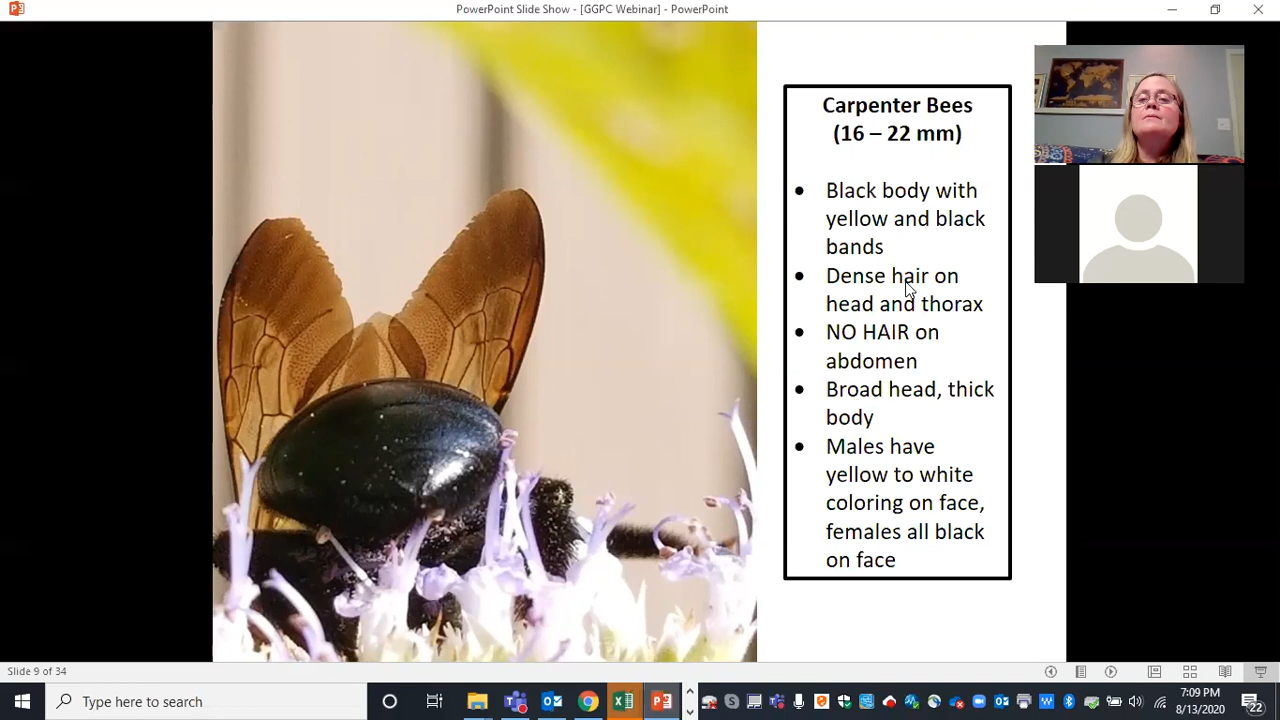 PowerPoint Slide Show - [GGPC Webinar] - PowerPoint
Carpenter Bees
(16 – 22 mm)
• Black body with
yellow and black
bands
• Dense hair on
head and thorax
• NO HAIR on
abdomen
• Broad head, thick
body
• Males have
yellow to white
coloring on face,
females all black
on face
Slide 9 of 34
Type here to search
7:09 PM
8/13/2020
22